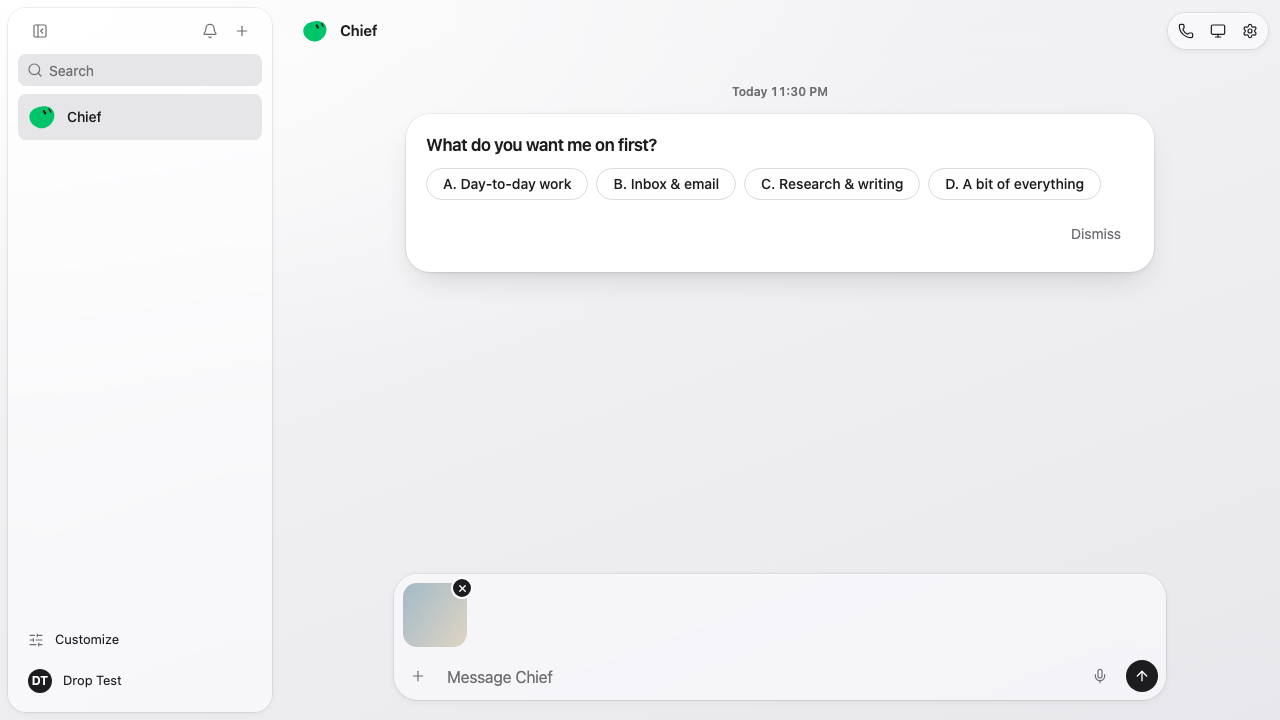 Chief
Today 11:30 PM
Search
Chief
What do you want me on first?
A. Day-to-day work
B. Inbox & email
C. Research & writing
D. A bit of everything
Dismiss
Customize
DT
Drop Test
Message Chief